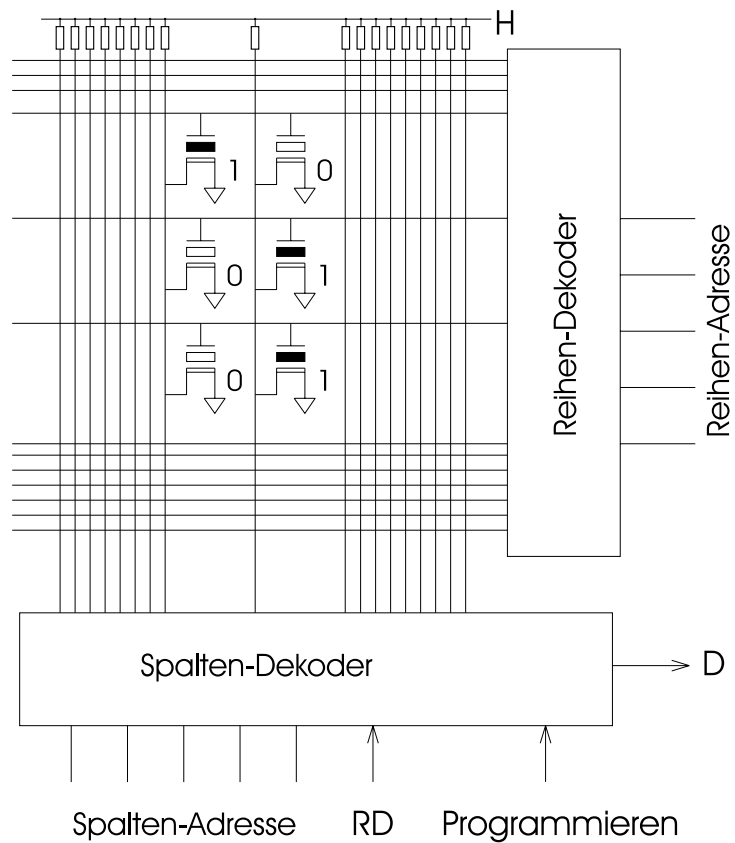 H
1 0
0 1
0 1
Reihen-Dekoder
Reihen-Adresse
Spalten-Dekoder
D
Spalten-Adresse RD Programmieren